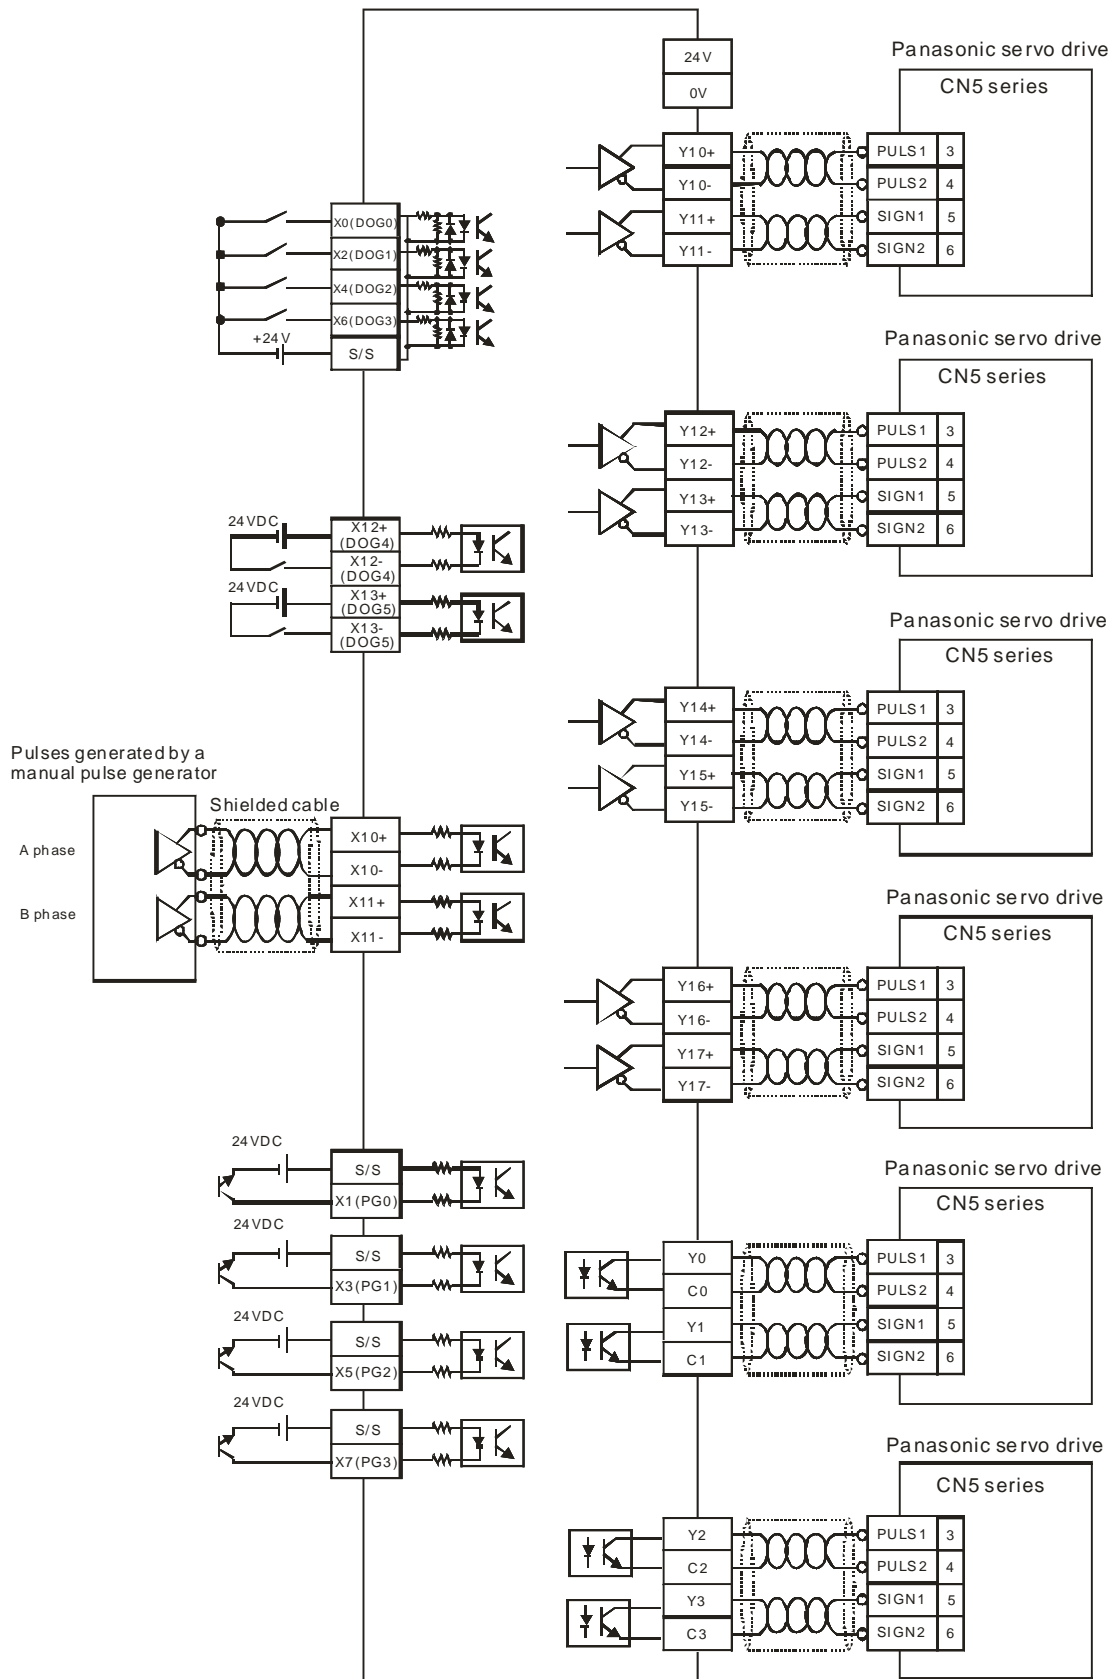 24V
0V
X0(DOG0)
X2(DOG1)
X4(DOG2)
X6(DOG3)
+24V
S/S
24VDC
X12+
(DOG4)
X12-
(DOG4)
24VDC
X13+
(DOG5)
X13-
(DOG5)
Pulses generated by a
manual pulse generator
Shielded cable
A phase
B phase
X10+
X10-
X11+
X11-
24VDC
S/S
X1(PG0)
24VDC
S/S
X3(PG1)
24VDC
S/S
X5(PG2)
24VDC
S/S
X7(PG3)
Panasonic servo drive
CN5 series
Y10+ PULS1 3
Y10- PULS2 4
Y11+ SIGN1 5
Y11- SIGN2 6
Panasonic servo drive
CN5 series
Y12+ PULS1 3
Y12- PULS2 4
Y13+ SIGN1 5
Y13- SIGN2 6
Panasonic servo drive
CN5 series
Y14+ PULS1 3
Y14- PULS2 4
Y15+ SIGN1 5
Y15- SIGN2 6
Panasonic servo drive
CN5 series
Y16+ PULS1 3
Y16- PULS2 4
Y17+ SIGN1 5
Y17- SIGN2 6
Panasonic servo drive
CN5 series
Y0 PULS1 3
C0 PULS2 4
Y1 SIGN1 5
C1 SIGN2 6
Panasonic servo drive
CN5 series
Y2 PULS1 3
C2 PULS2 4
Y3 SIGN1 5
C3 SIGN2 6